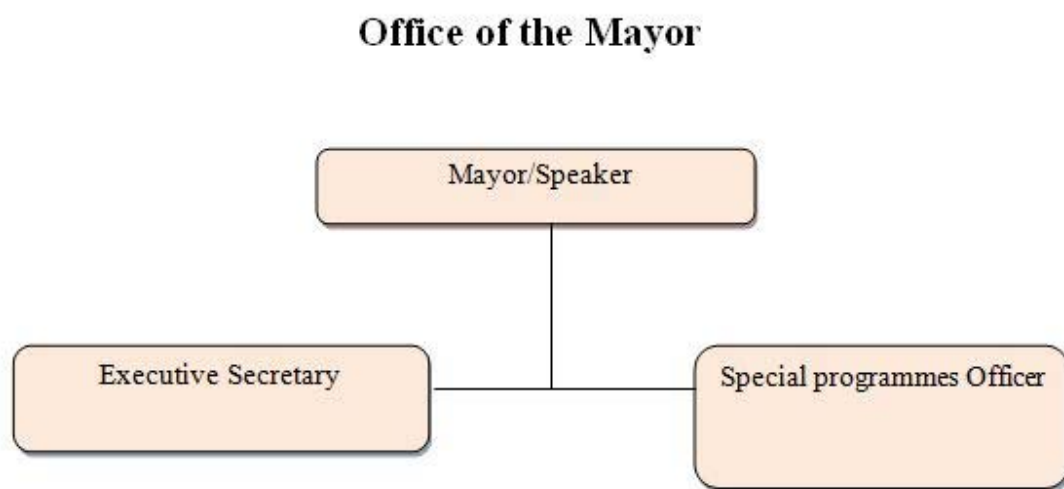 Office of the Mayor
Mayor/Speaker
Executive Secretary
Special programmes Officer